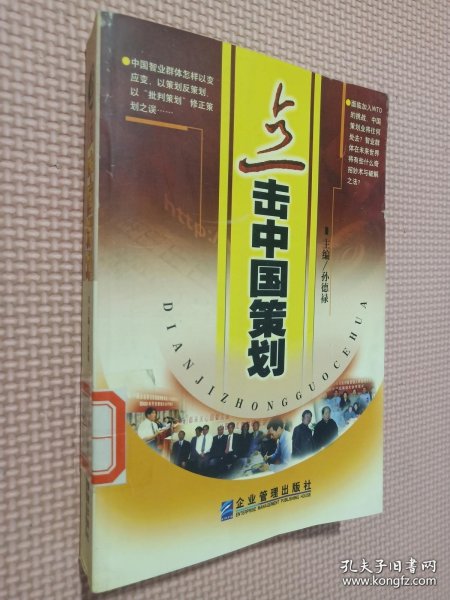 ●中国智业群体怎样以变
应变，以策划反策划，
以“批判策划”修正策
划之误……
●面临加入WTO
的挑战，中国
策划业将往何
处去？智业群
体在未来世界
将有些什么奇
招妙术与破解
之法？
点
击中国策划
主编/孙德禄
DIANJIZHONGGUOCEHUA
企业管理出版社
ENTERPRISE MANAGEMENT PUBLISHING HOUSE
孔夫子旧书网
www.kongfz.com